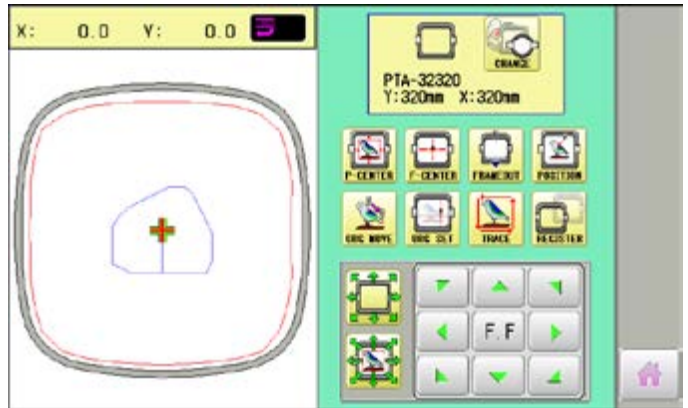 X: 0.0 Y: 0.0
CHANGE
PTA-32320
Y:320mm X:320mm
P-CENTER F-CENTER FRAMEOUT POSITION
ORG MOVE ORG SET TRACE REGISTER
F.F